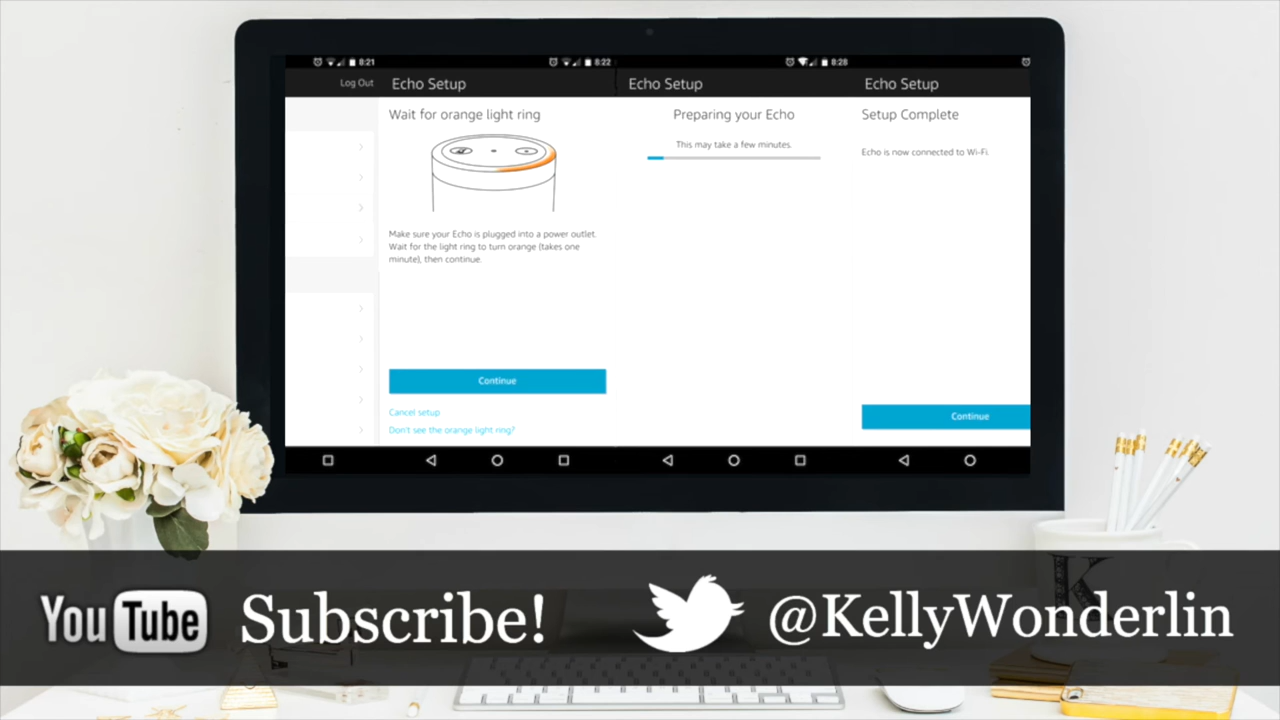 8:21
Log Out
8:22
Echo Setup
Wait for orange light ring
Make sure your Echo is plugged into a power outlet.
Wait for the light ring to turn orange (takes one
minute), then continue.
Continue
Cancel setup
Don't see the orange light ring?
8:28
Echo Setup
Preparing your Echo
This may take a few minutes.
Echo Setup
Setup Complete
Echo is now connected to Wi-Fi.
Continue
K
YouTube
Subscribe!
@KellyWonderlin